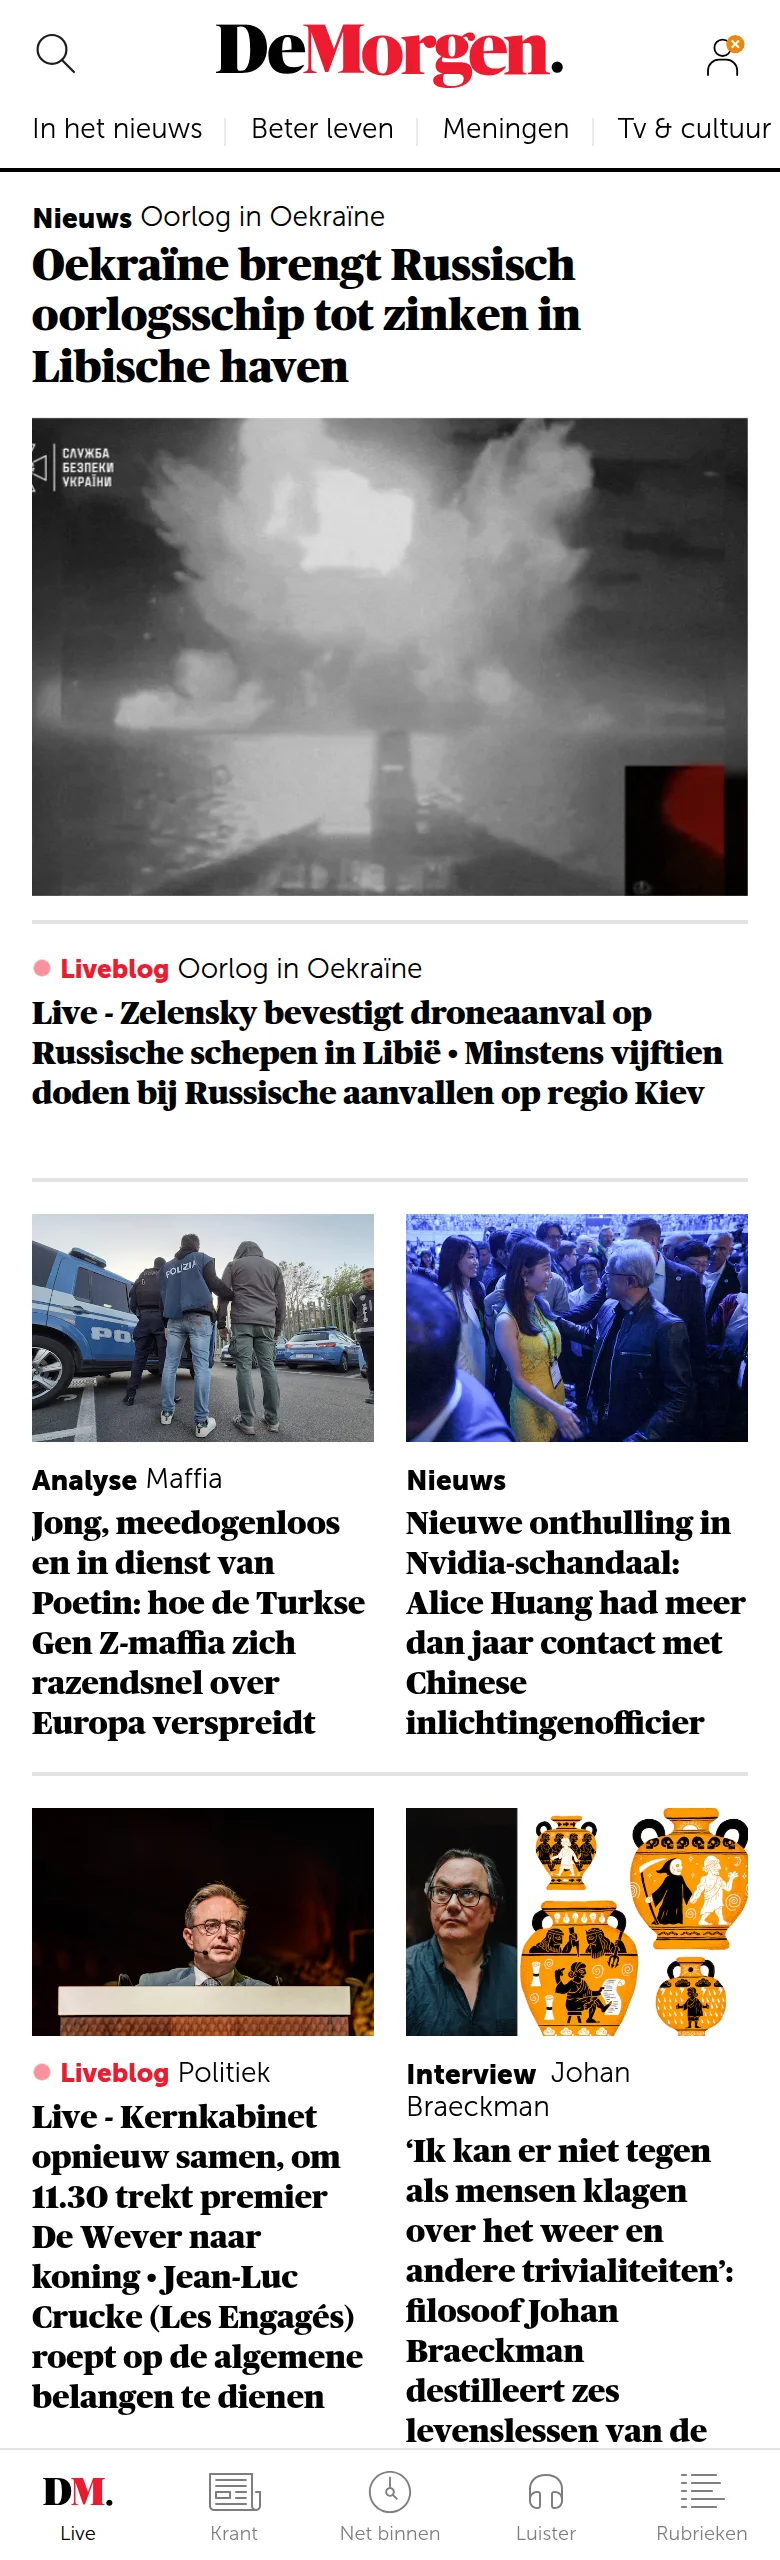 DeMorgen.
In het nieuws
Beter leven
Meningen
Tv & cultuur
Nieuws Oorlog in Oekraïne
Oekraïne brengt Russisch
oorlogsschip tot zinken in
Libische haven
СЛУЖБА
БЕЗПЕКИ
УКРАЇНИ
Liveblog Oorlog in Oekraïne
Live - Zelensky bevestigt droneaanval op
Russische schepen in Libië • Minstens vijftien
doden bij Russische aanvallen op regio Kiev
POLIZIA
PO
Analyse Maffia
Jong, meedogenloos
en in dienst van
Poetin: hoe de Turkse
Gen Z-maffia zich
razendsnel over
Europa verspreidt
Nieuws
Nieuwe onthulling in
Nvidia-schandaal:
Alice Huang had meer
dan jaar contact met
Chinese
inlichtingenofficier
Liveblog Politiek
Live - Kernkabinet
opnieuw samen, om
11.30 trekt premier
De Wever naar
koning • Jean-Luc
Crucke (Les Engagés)
roept op de algemene
belangen te dienen
Interview Johan
Braeckman
‘Ik kan er niet tegen
als mensen klagen
over het weer en
andere trivialiteiten’:
filosoof Johan
Braeckman
destilleert zes
levenslessen van de
DM.
Live
Krant
Net binnen
Luister
Rubrieken